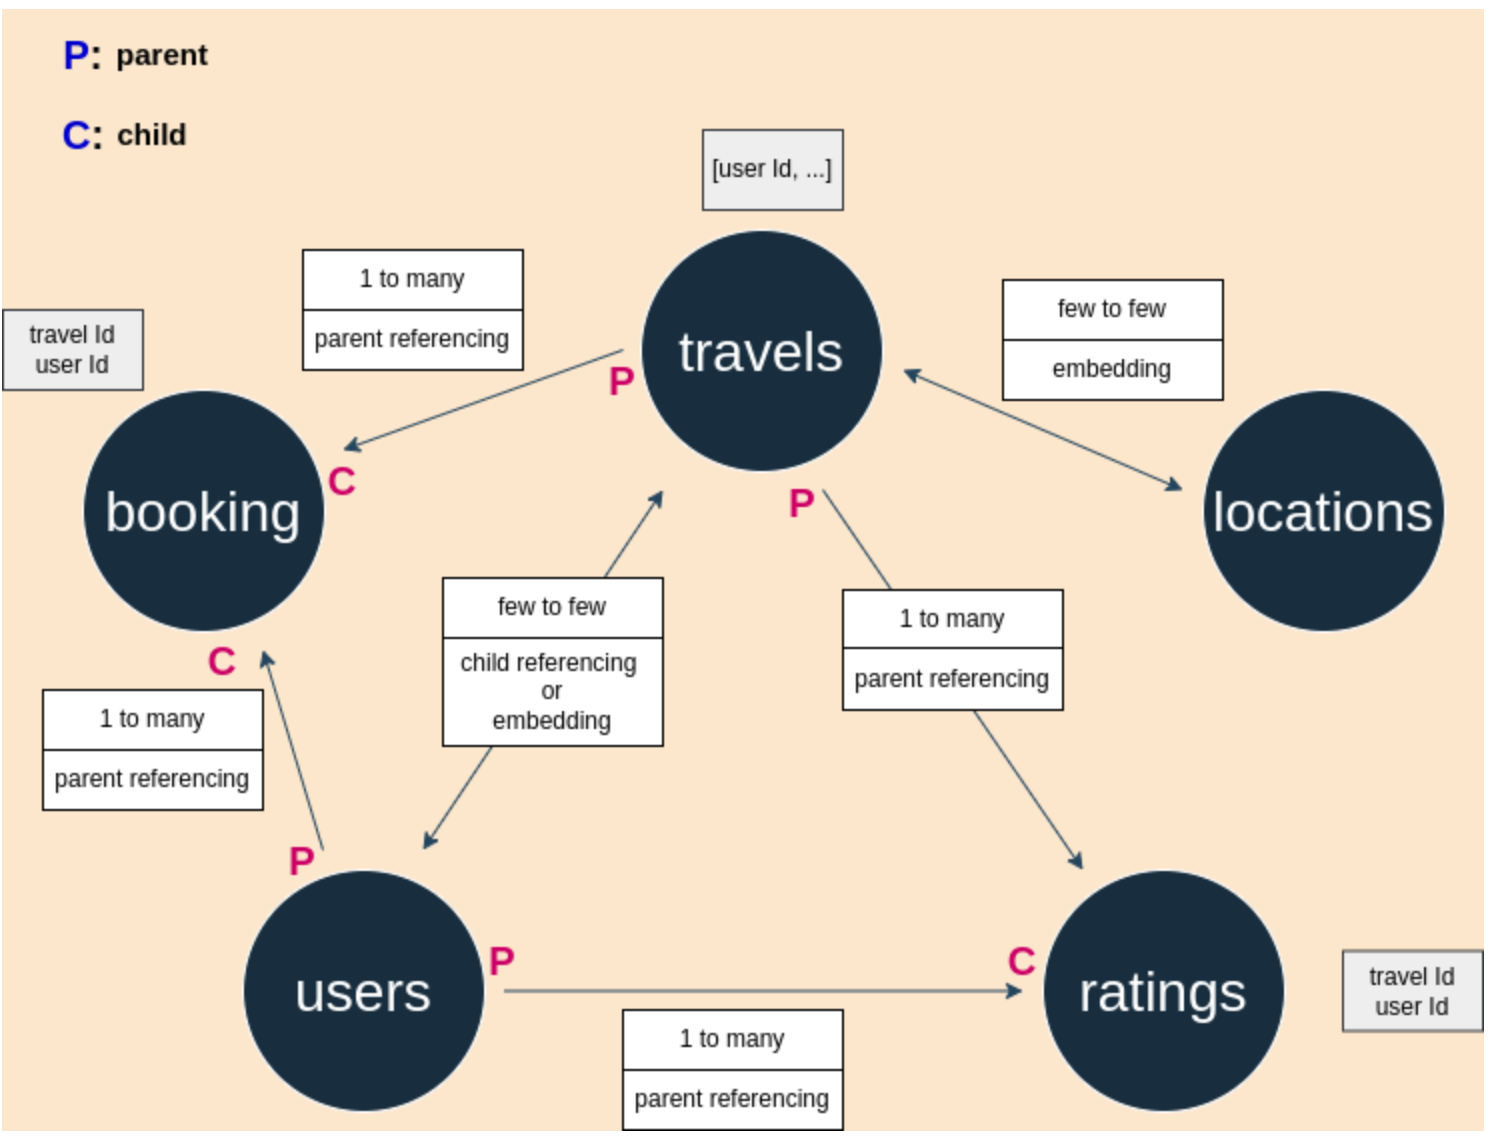 P: parent
C: child
[user Id, ...]
1 to many
parent referencing
travel Id
user Id
travels
few to few
embedding
P
C
booking
locations
P
few to few
child referencing
or
embedding
1 to many
parent referencing
C
1 to many
parent referencing
P
users
P
C
ratings
travel Id
user Id
1 to many
parent referencing